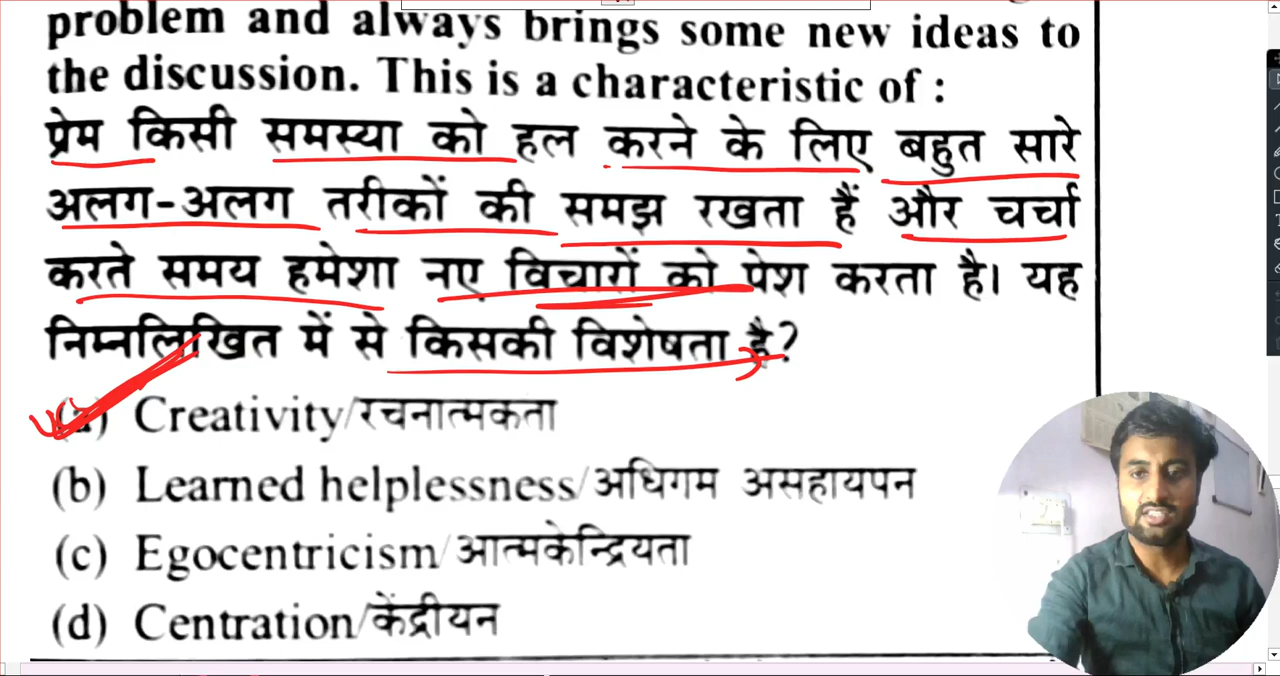 problem and always brings some new ideas to
the discussion. This is a characteristic of :
प्रेम किसी समस्या को हल करने के लिए बहुत सारे
अलग-अलग तरीकों की समझ रखता हैं और चर्चा
करते समय हमेशा नए विचारों को पेश करता है। यह
निम्नलिखित में से किसकी विशेषता है?
(a) Creativity/रचनात्मकता
(b) Learned helplessness/अधिगम असहायपन
(c) Egocentricism/आत्मकेन्द्रियता
(d) Centration/केंद्रीयन